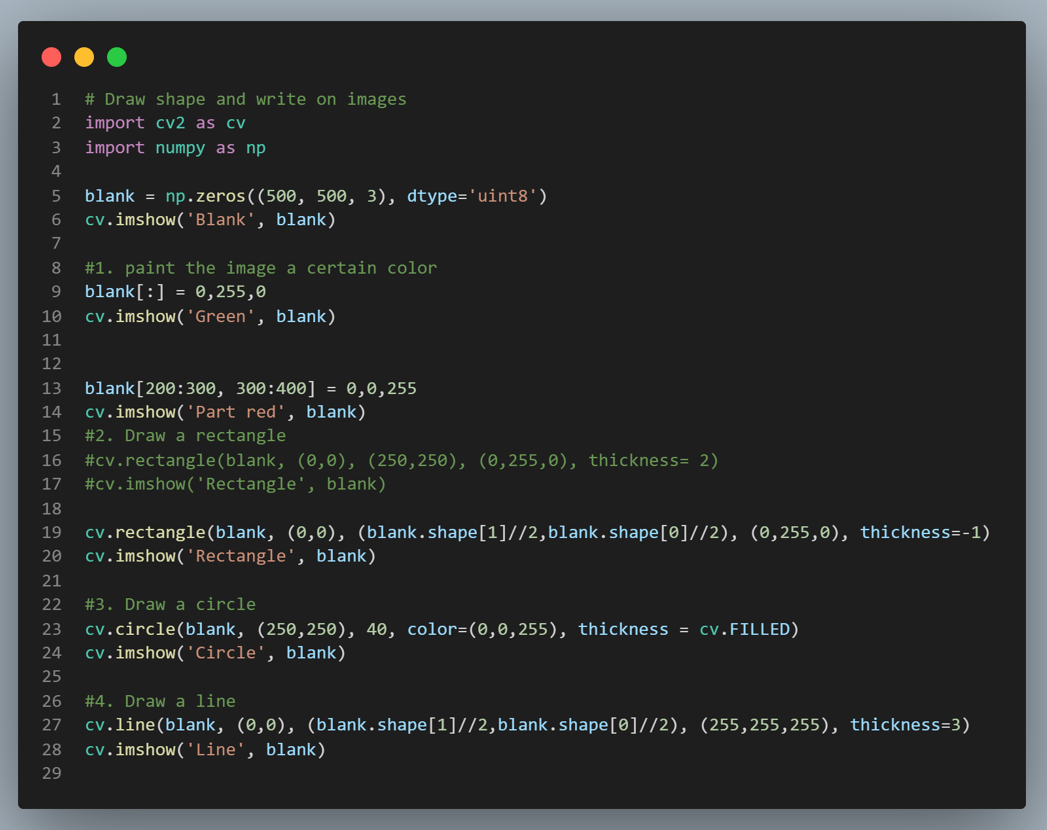 1 # Draw shape and write on images
2 import cv2 as cv
3 import numpy as np
4
5 blank = np.zeros((500, 500, 3), dtype='uint8')
6 cv.imshow('Blank', blank)
7
8 #1. paint the image a certain color
9 blank[:] = 0,255,0
10 cv.imshow('Green', blank)
11
12
13 blank[200:300, 300:400] = 0,0,255
14 cv.imshow('Part red', blank)
15 #2. Draw a rectangle
16 #cv.rectangle(blank, (0,0), (250,250), (0,255,0), thickness= 2)
17 #cv.imshow('Rectangle', blank)
18
19 cv.rectangle(blank, (0,0), (blank.shape[1]//2,blank.shape[0]//2), (0,255,0), thickness=-1)
20 cv.imshow('Rectangle', blank)
21
22 #3. Draw a circle
23 cv.circle(blank, (250,250), 40, color=(0,0,255), thickness = cv.FILLED)
24 cv.imshow('Circle', blank)
25
26 #4. Draw a line
27 cv.line(blank, (0,0), (blank.shape[1]//2,blank.shape[0]//2), (255,255,255), thickness=3)
28 cv.imshow('Line', blank)
29